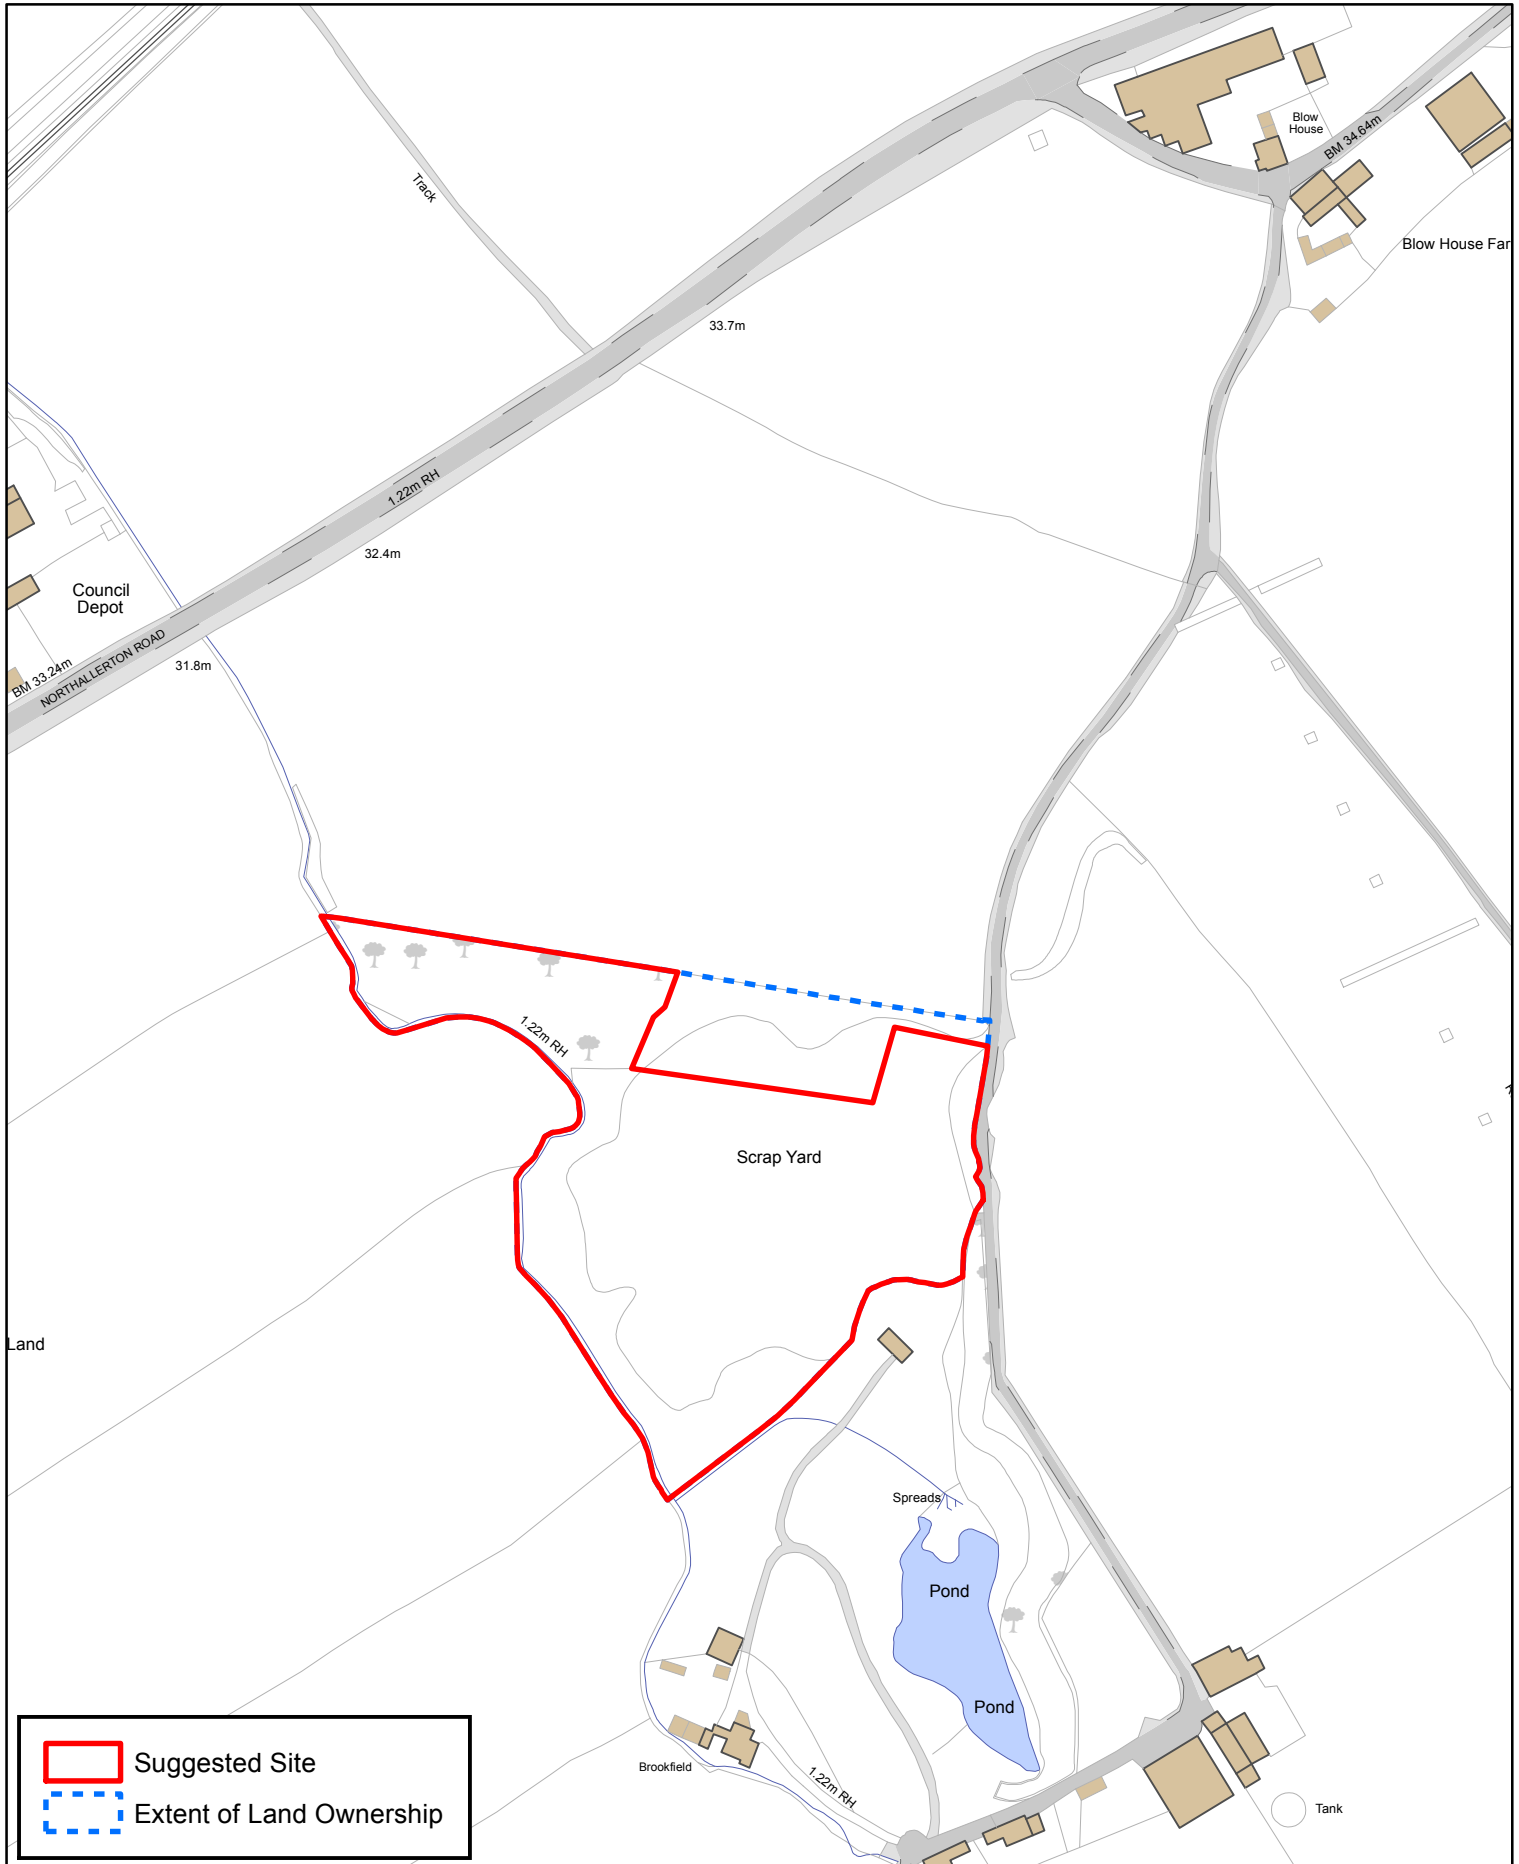 Blow
House
BM 34.64m
Track
Blow House Far
33.7m
1.22m RH
32.4m
Council
Depot
NORTHALLERTON ROAD
BM 33.24m
31.8m
1.22m RH
Scrap Yard
Land
Spreads
Pond
Pond
Brookfield
1.22m RH
Tank
Suggested Site
Extent of Land Ownership